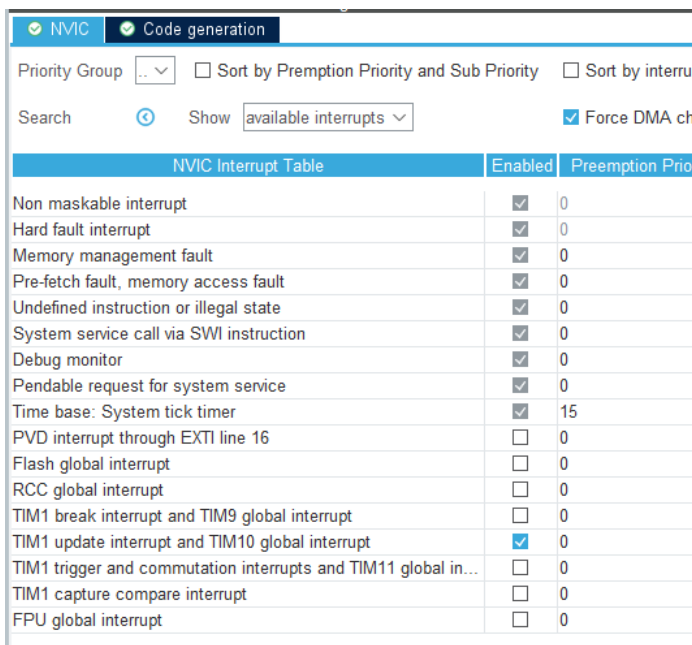 NVIC Code generation
Priority Group .. Sort by Premption Priority and Sub Priority Sort by interru
Search Show available interrupts Force DMA ch
NVIC Interrupt Table Enabled Preemption Prio
Non maskable interrupt 0
Hard fault interrupt 0
Memory management fault 0
Pre-fetch fault, memory access fault 0
Undefined instruction or illegal state 0
System service call via SWI instruction 0
Debug monitor 0
Pendable request for system service 0
Time base: System tick timer 15
PVD interrupt through EXTI line 16 0
Flash global interrupt 0
RCC global interrupt 0
TIM1 break interrupt and TIM9 global interrupt 0
TIM1 update interrupt and TIM10 global interrupt 0
TIM1 trigger and commutation interrupts and TIM11 global in... 0
TIM1 capture compare interrupt 0
FPU global interrupt 0